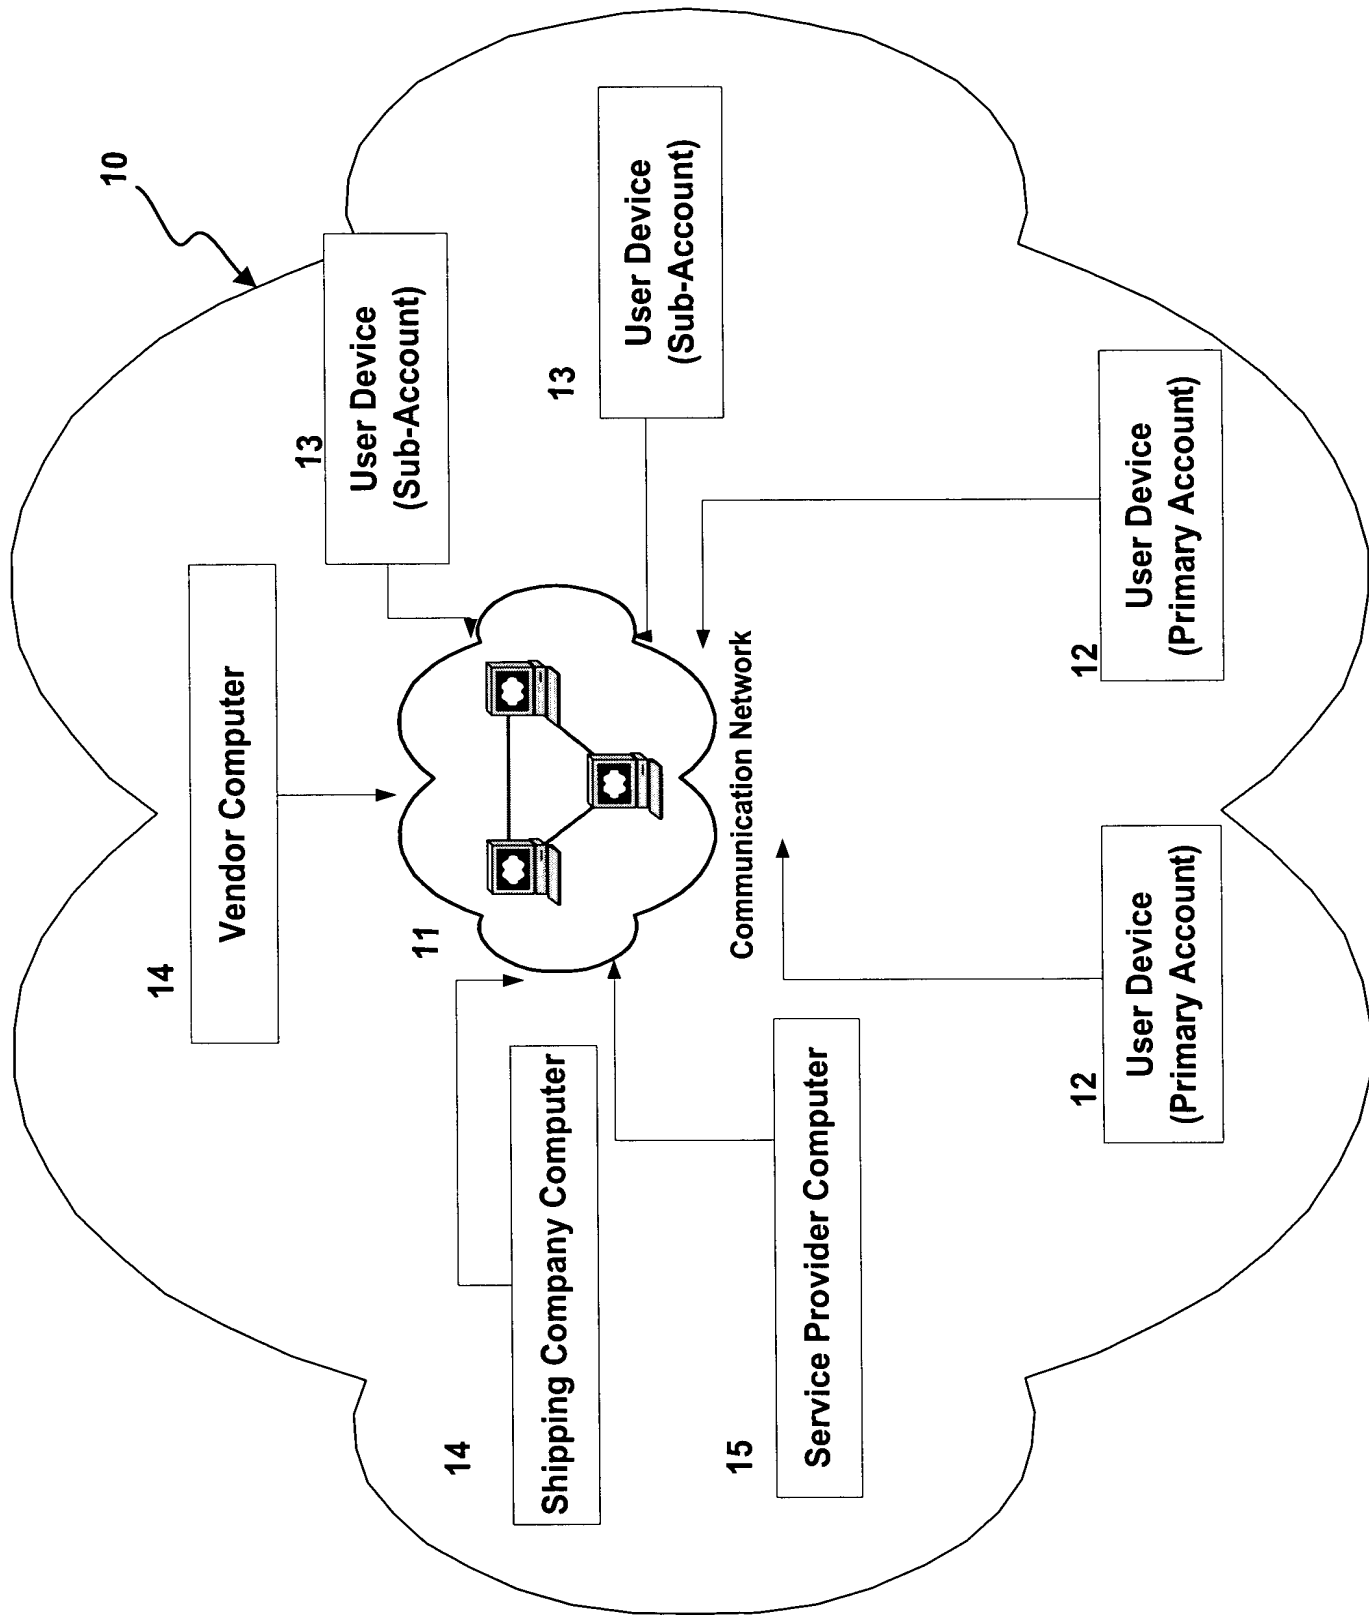 10
14
Vendor Computer
13
User Device
(Sub-Account)
11
14
Shipping Company Computer
13
User Device
(Sub-Account)
Communication Network
15
Service Provider Computer
12
User Device
(Primary Account)
12
User Device
(Primary Account)